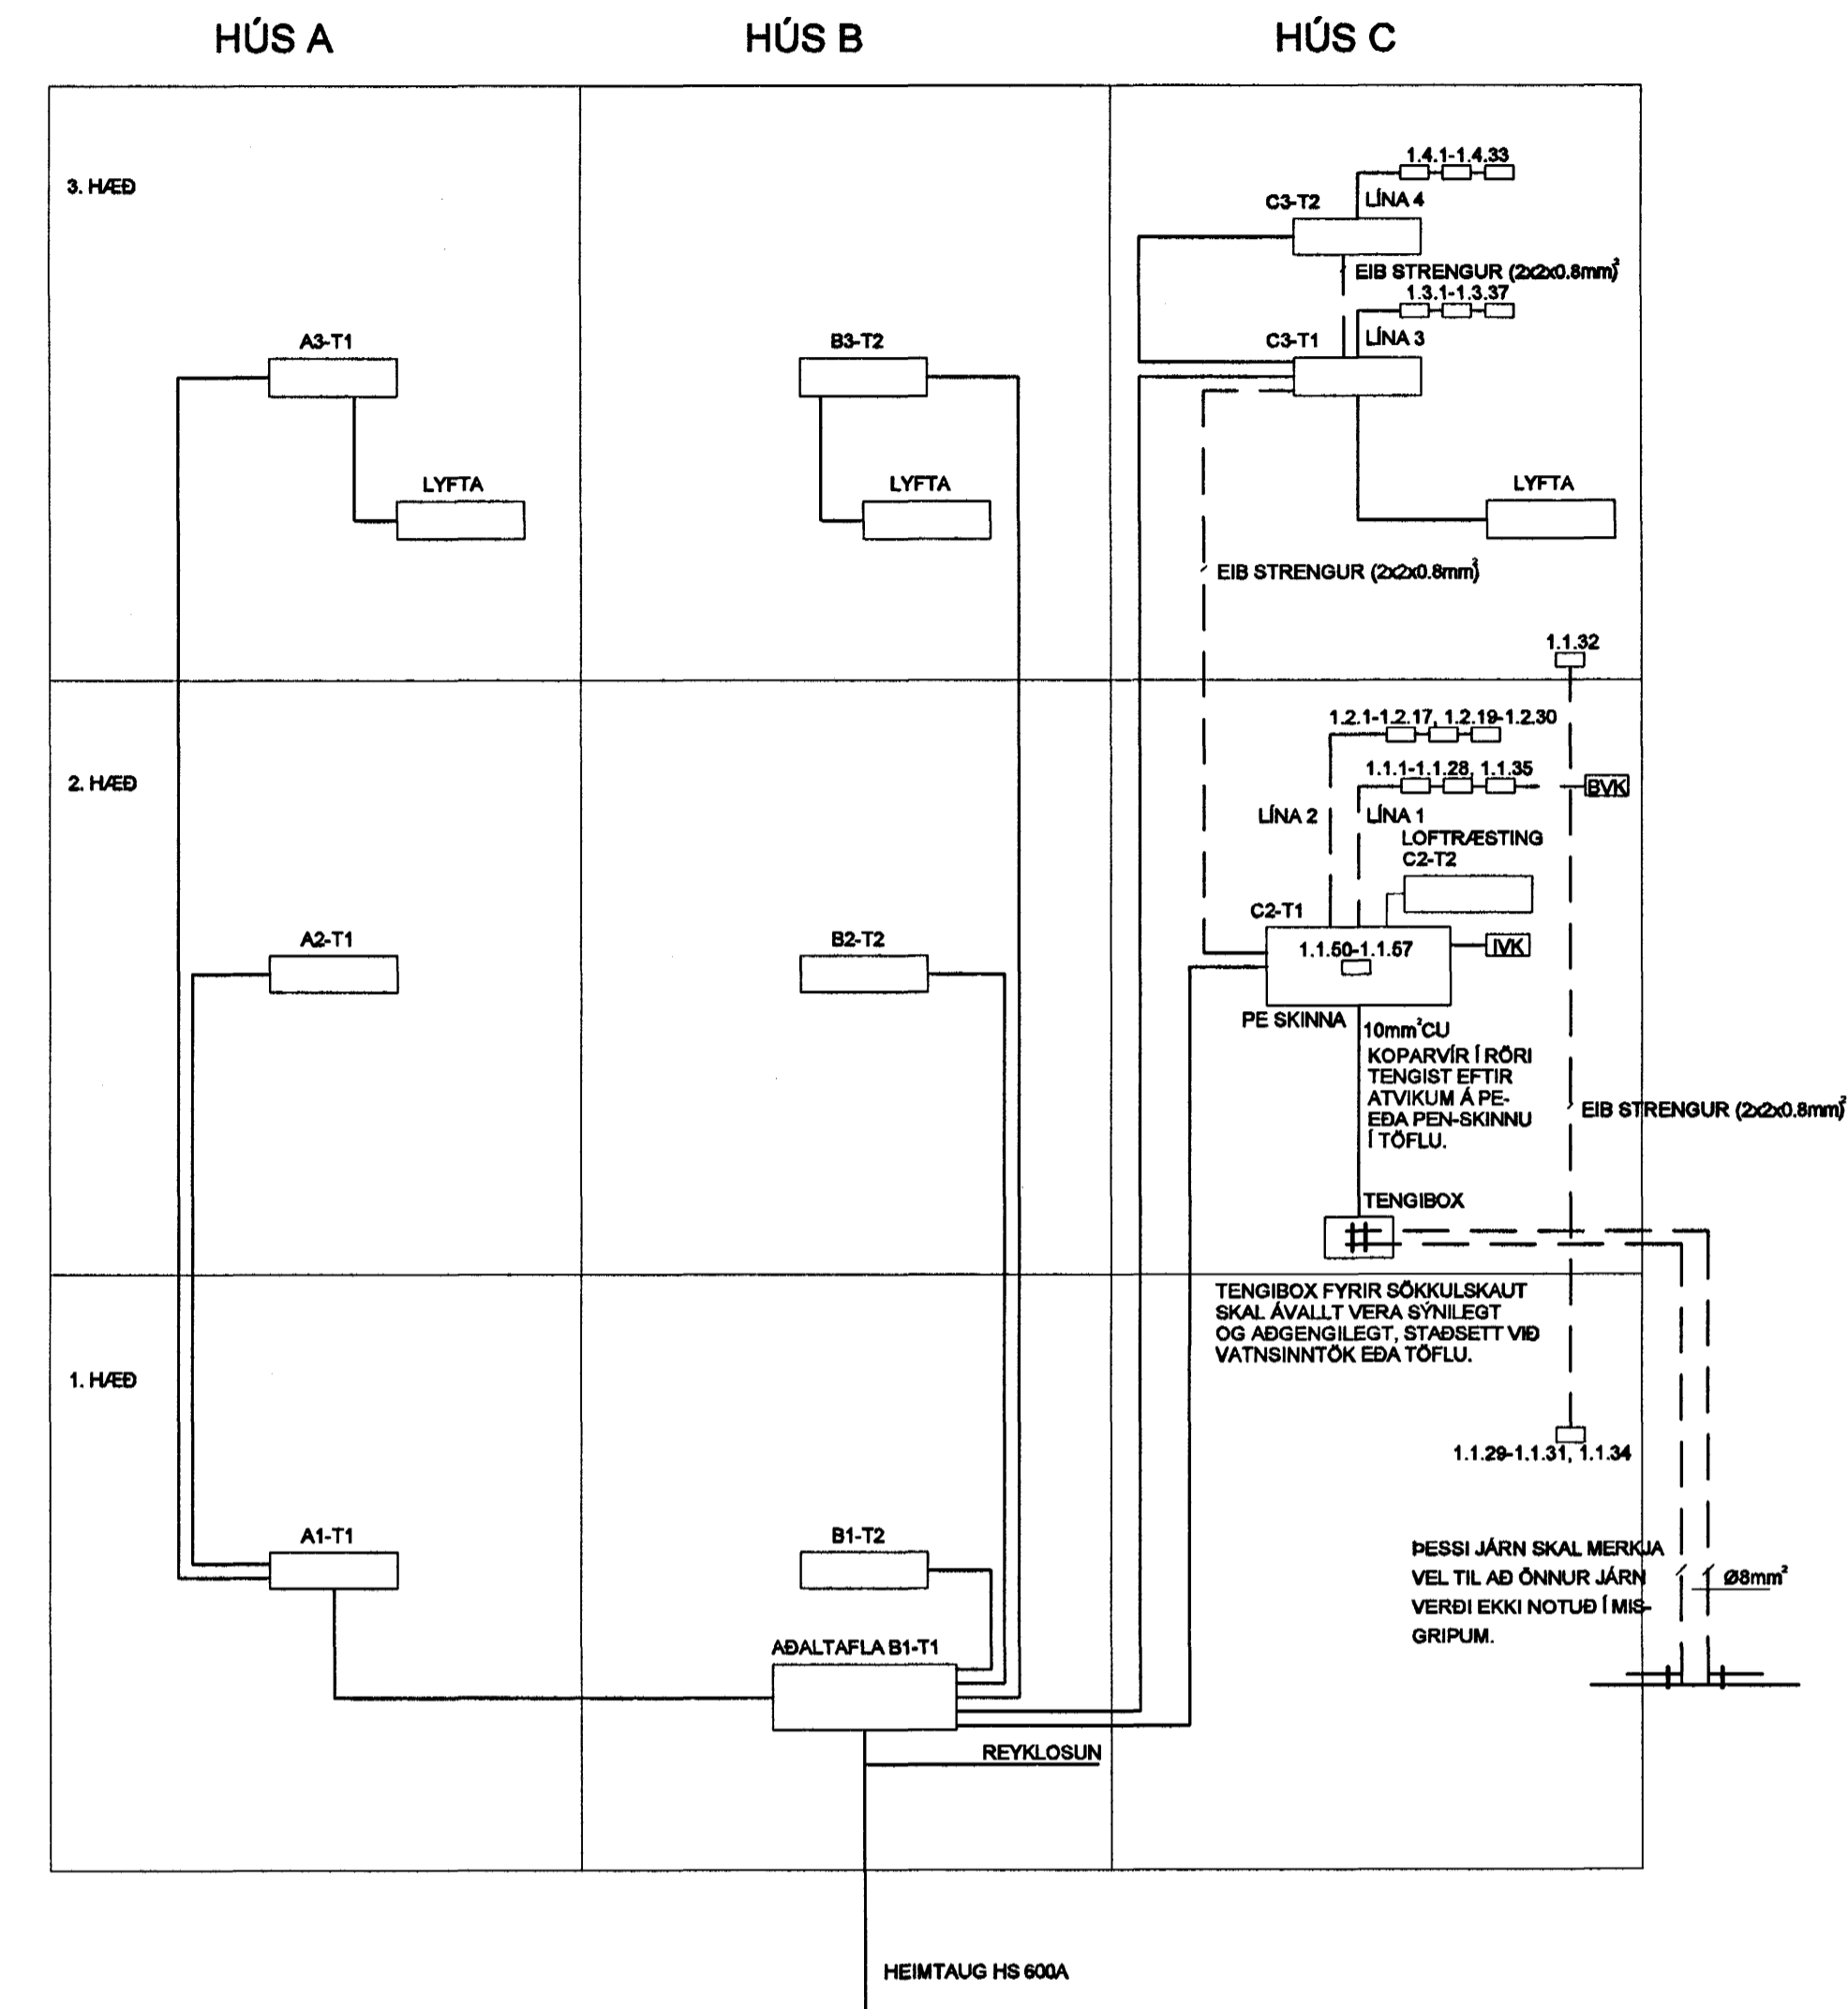 HÚS A
HÚS B
HÚS C
3. HÆÐ
1.4.1-1.4.33
C3-T2
LÍNA 4
EIB STRENGUR (2x2x0.8mm)²
1.3.1-1.3.37
A3-T1
B3-T2
C3-T1
LÍNA 3
LYFTA
LYFTA
LYFTA
EIB STRENGUR (2x2x0.8mm)²
1.1.32
2. HÆÐ
1.2.1-1.2.17, 1.2.19-1.2.30
1.1.1-1.1.28, 1.1.35
BVK
LÍNA 2
LÍNA 1
LOFTRÆSTING
C2-T2
C2-T1
A2-T1
B2-T2
1.1.50-1.1.57
IVK
PE SKINNA
10mm²CU
KOPARVÍR Í RÖRI
TENGIST EFTIR
ATVIKUM Á PE-
EÐA PEN-SKINNU
Í TÖFLU.
EIB STRENGUR (2x2x0.8mm)²
TENGIBOX
TENGIBOX FYRIR SÖKKULSKAUT
SKAL ÁVALLT VERA SÝNILEGT
OG AÐGENGILEGT, STAÐSETT VIÐ
VATNSINNTÖK EÐA TÖFLU.
1. HÆÐ
1.1.29-1.1.31, 1.1.34
A1-T1
B1-T2
ÞESSI JÁRN SKAL MERKJA
VEL TIL AÐ ÖNNUR JÁRN
VERÐI EKKI NOTUÐ Í MIS-
GRIPUM.
Ø8mm²
AÐALTAFLA B1-T1
REYKLOSUN
HEIMTAUG HS 600A